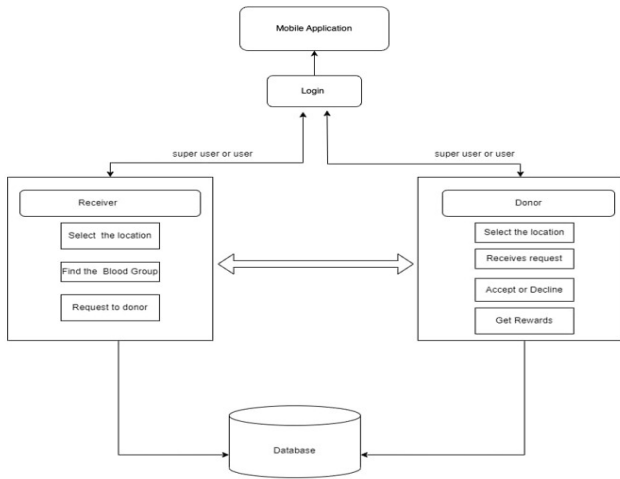 Mobile Application
Login
super user or user
super user or user
Receiver
Select the location
Find the Blood Group
Request to donor
Donor
Select the location
Receives request
Accept or Decline
Get Rewards
Database